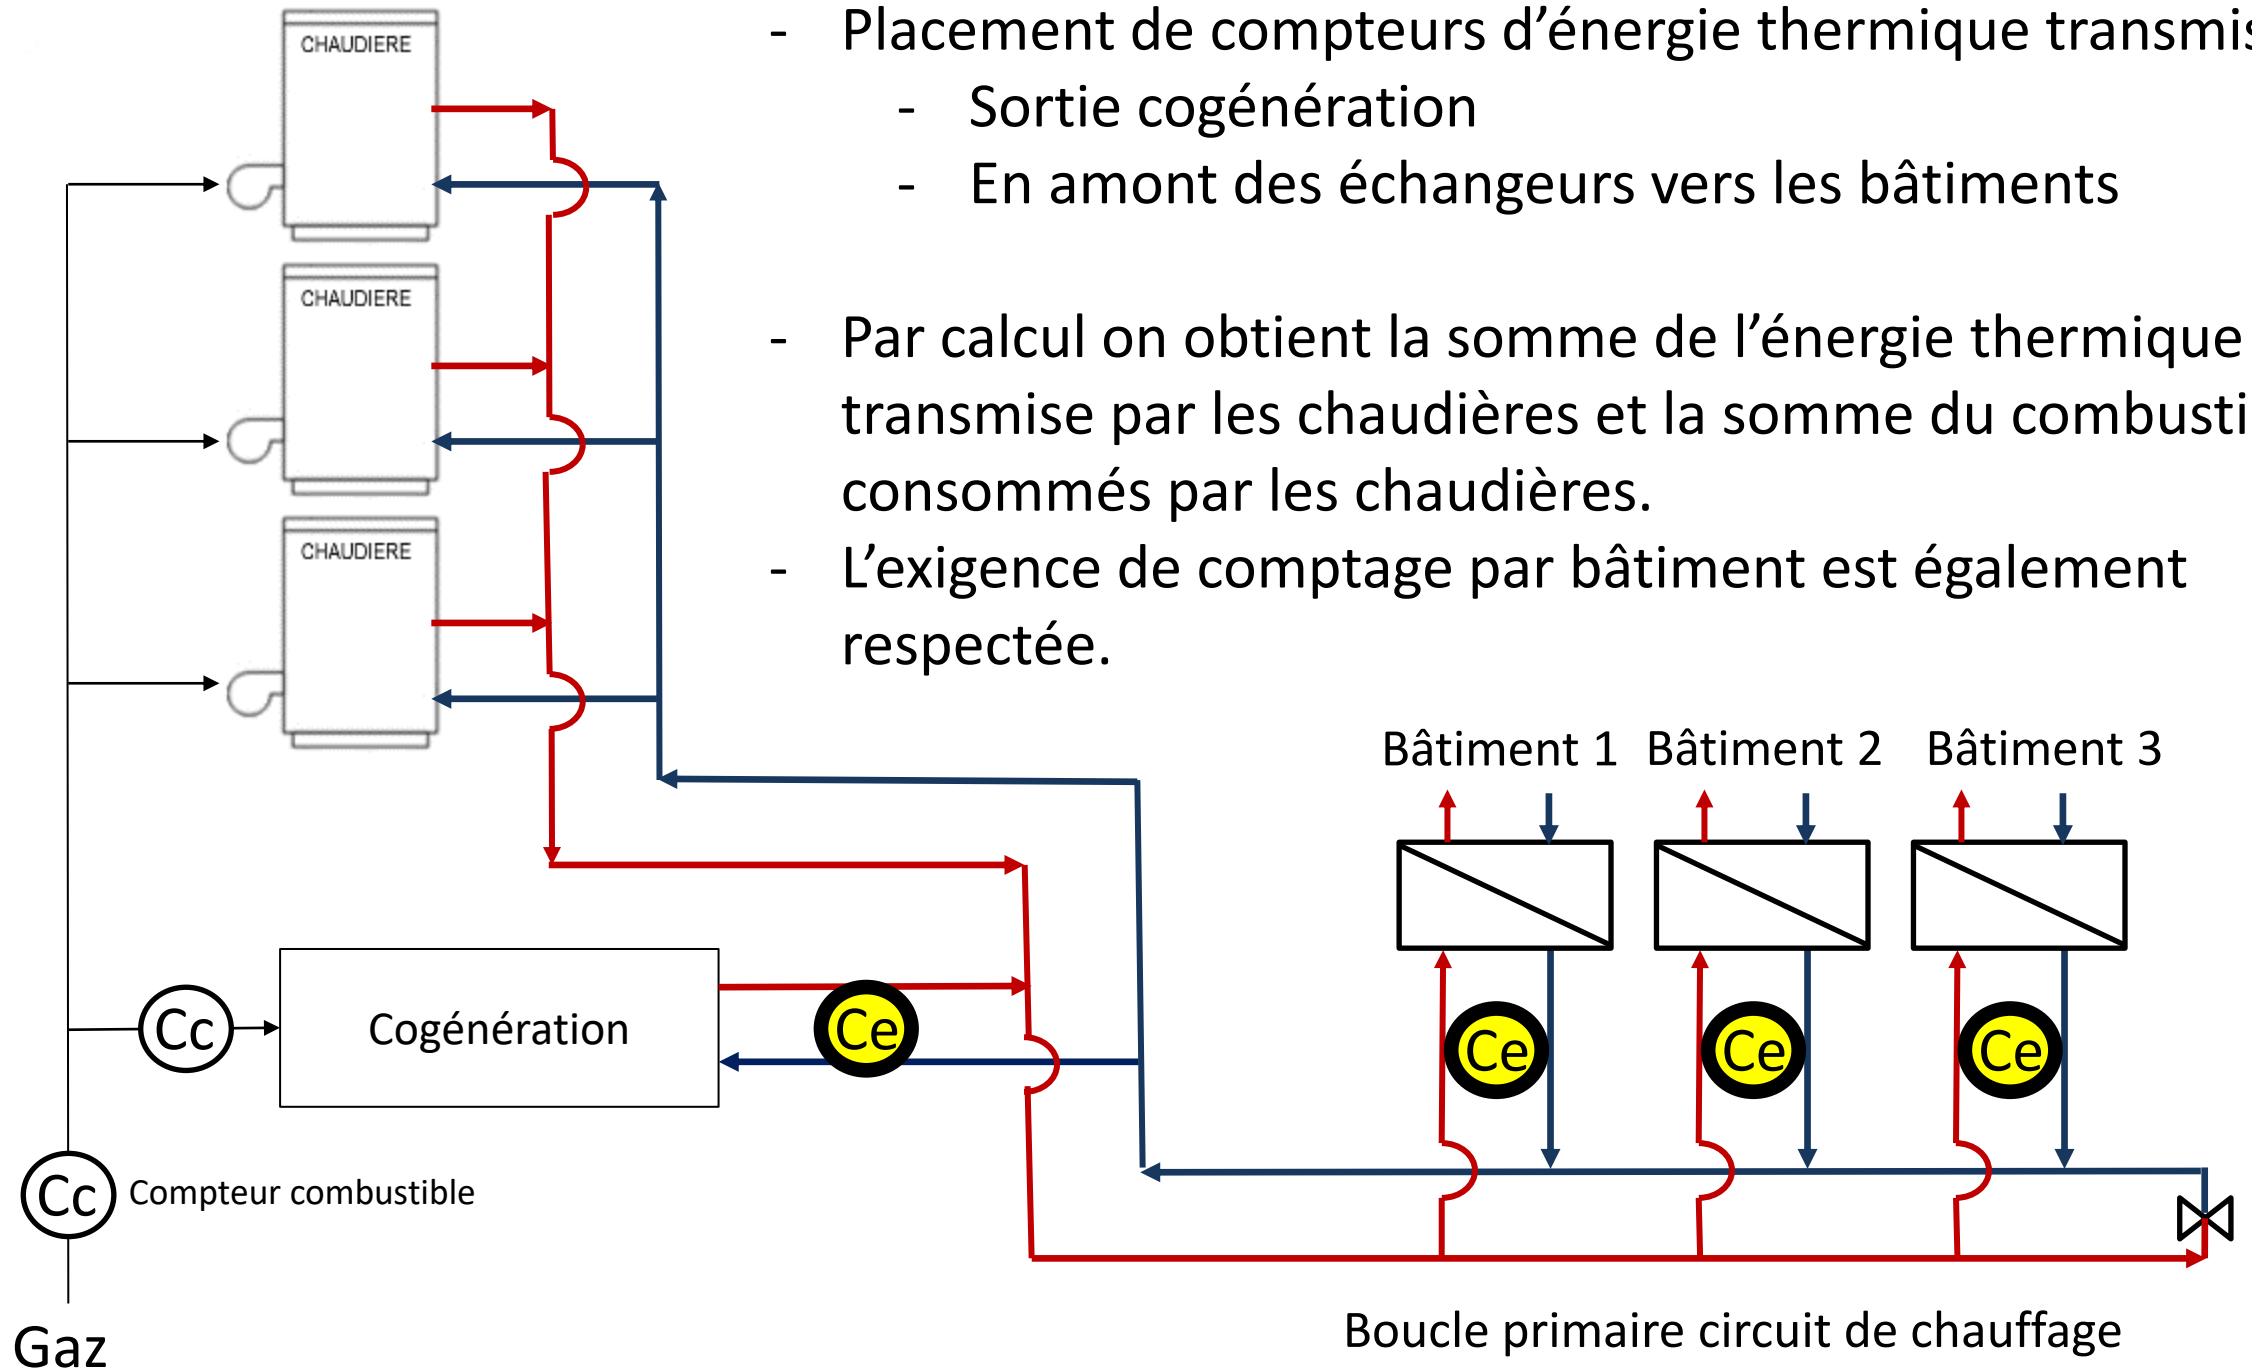 - Placement de compteurs d’énergie thermique
- Sortie cogénération
- En amont des échangeurs vers les bâtiments
- Par calcul on obtient la somme de l’énergie thermique
transmise par les chaudières et la somme du
consommés par les chaudières.
- L’exigence de comptage par bâtiment est également
respectée.
CHAUDIERE
CHAUDIERE
CHAUDIERE
Bâtiment 1 Bâtiment 2 Bâtiment 3
Cc
Cogénération
Ce
Ce
Ce
Ce
Cc
Compteur combustible
Gaz
Boucle primaire circuit de chauffage